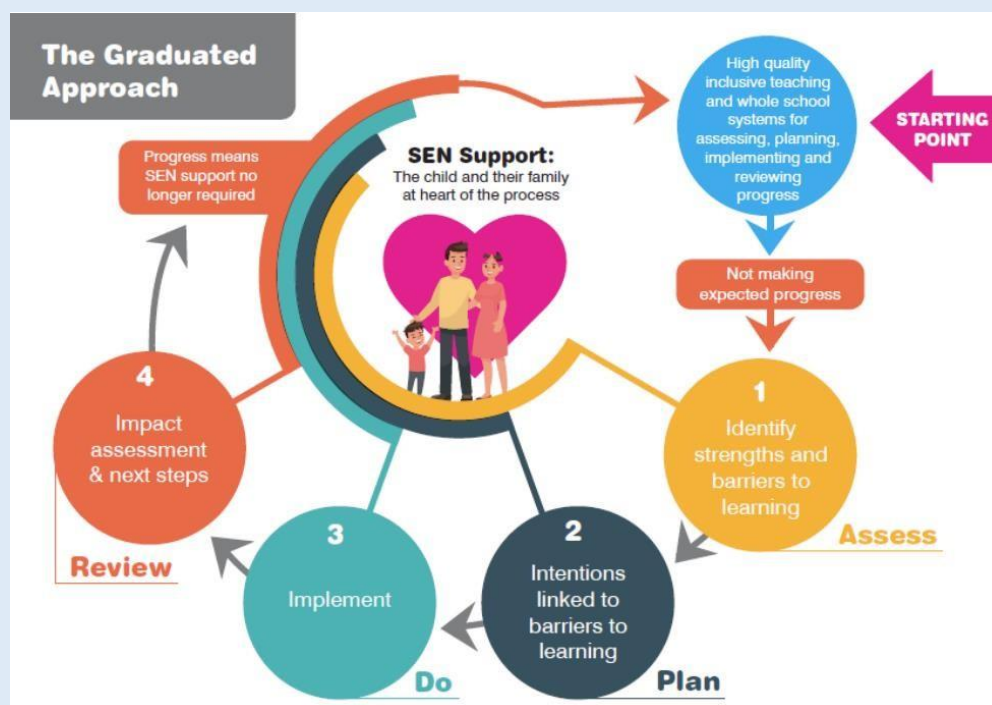 The Graduated
Approach
High quality
inclusive teaching
and whole school
systems for
assessing, planning,
implementing and
reviewing
progress
STARTING
POINT
Progress means
SEN support no
longer required
SEN Support:
The child and their family
at heart of the process
Not making
expected progress
1
Identify
strengths and
barriers to
learning
Assess
2
Intentions
linked to
barriers to
learning
Plan
3
Implement
Do
4
Impact
assessment
& next steps
Review